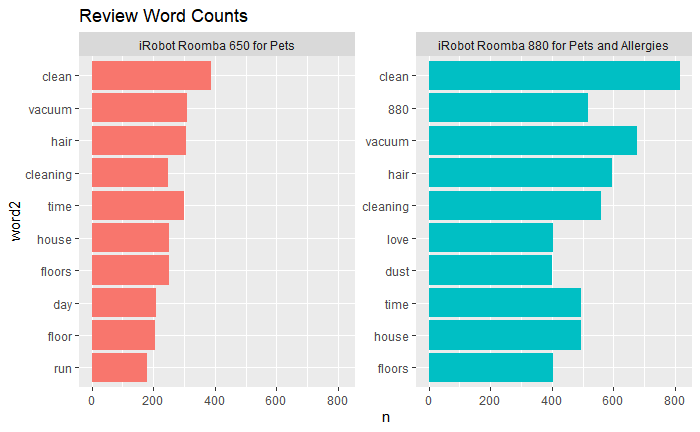 Review Word Counts
iRobot Roomba 650 for Pets
clean
vacuum
hair
cleaning
time
house
floors
day
floor
run
0 200 400 600 800
iRobot Roomba 880 for Pets and Allergies
clean
880
vacuum
hair
cleaning
love
dust
time
house
floors
0 200 400 600 800
word2
n